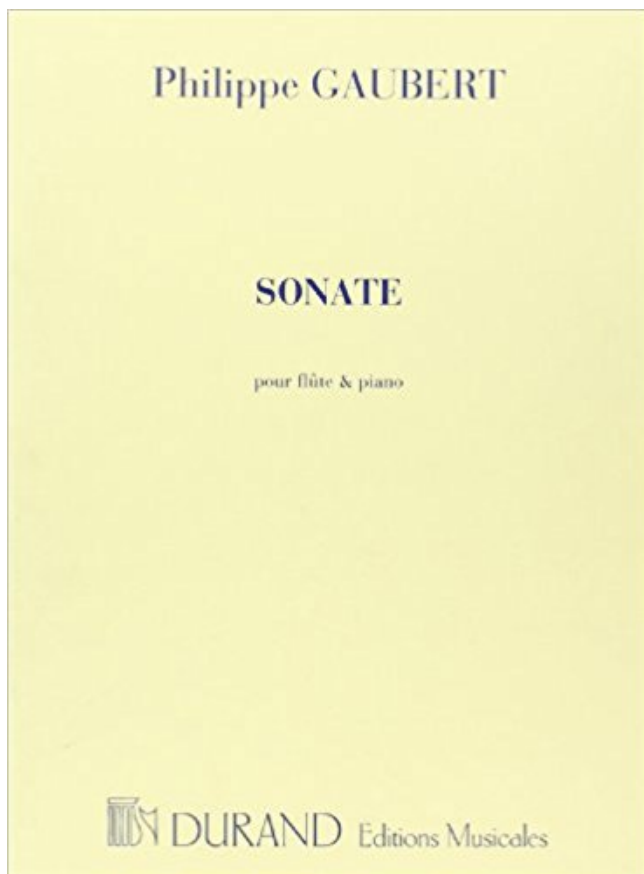 Philippe GAUBERT
SONATE
pour flûte & piano
DURAND Editions Musicales